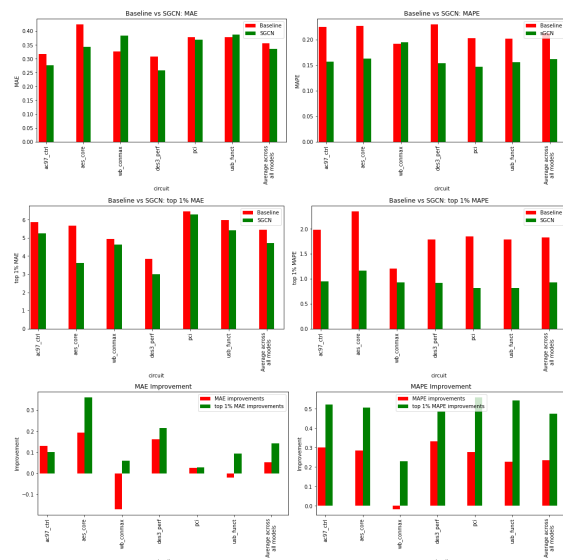 Baseline vs SGCN: MAE
Baseline
SGCN
MAE
0.40
0.35
0.30
0.25
0.20
0.15
0.10
0.05
0.00
ac97_ctrl
aes_core
wb_conmax
des3_perf
pci
usb_funct
Average across
all models
circuit
Baseline vs SGCN: MAPE
Baseline
SGCN
MAPE
0.20
0.15
0.10
0.05
0.00
ac97_ctrl
aes_core
wb_conmax
des3_perf
pci
usb_funct
Average across
all models
circuit
Baseline vs SGCN: top 1% MAE
Baseline
SGCN
top 1% MAE
6
5
4
3
2
1
0
ac97_ctrl
aes_core
wb_conmax
des3_perf
pci
usb_funct
Average across
all models
circuit
Baseline vs SGCN: top 1% MAPE
Baseline
SGCN
top 1% MAPE
2.0
1.5
1.0
0.5
0.0
ac97_ctrl
aes_core
wb_conmax
des3_perf
pci
usb_funct
Average across
all models
circuit
MAE Improvement
MAE improvements
top 1% MAE improvements
Improvement
0.3
0.2
0.1
0.0
−0.1
ac97_ctrl
aes_core
wb_conmax
des3_perf
pci
usb_funct
Average across
all models
MAPE Improvement
MAPE improvements
top 1% MAPE improvements
Improvement
0.5
0.4
0.3
0.2
0.1
0.0
ac97_ctrl
aes_core
wb_conmax
des3_perf
pci
usb_funct
Average across
all models